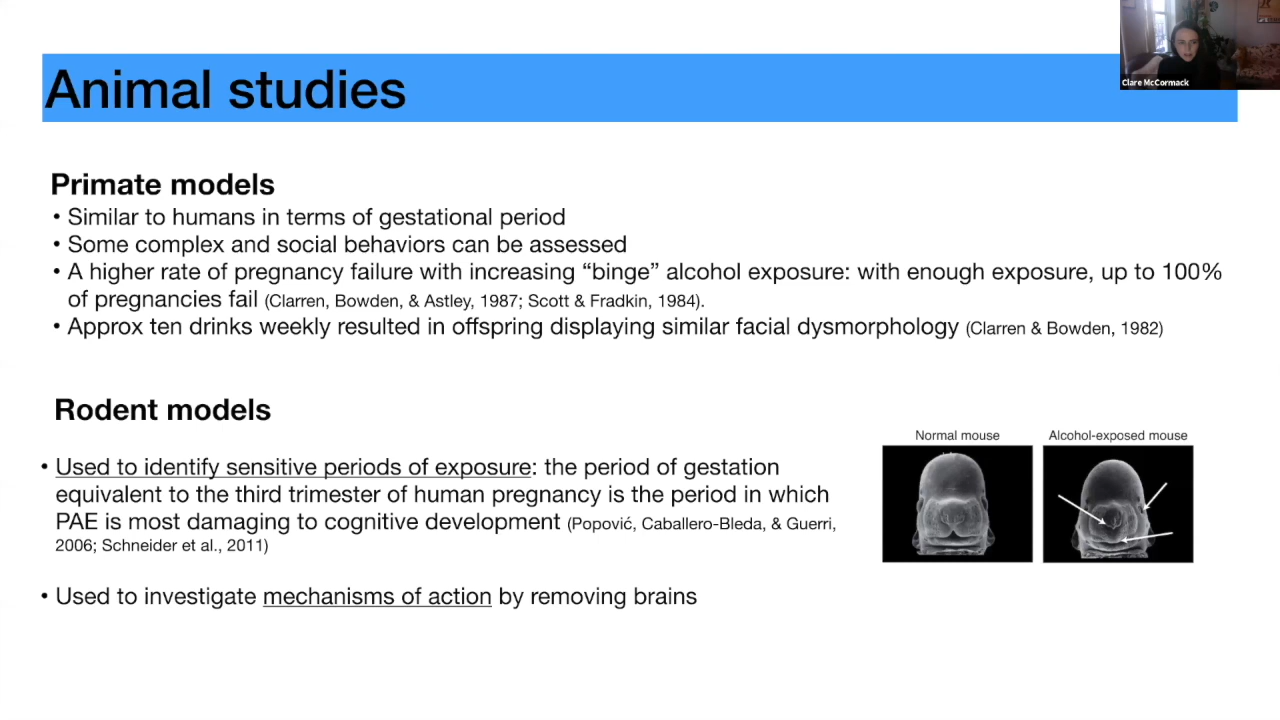 Clare McCormack
Animal studies
Primate models
• Similar to humans in terms of gestational period
• Some complex and social behaviors can be assessed
• A higher rate of pregnancy failure with increasing “binge” alcohol exposure: with enough exposure, up to 100%
of pregnancies fail (Clarren, Bowden, & Astley, 1987; Scott & Fradkin, 1984).
• Approx ten drinks weekly resulted in offspring displaying similar facial dysmorphology (Clarren & Bowden, 1982)
Rodent models
• Used to identify sensitive periods of exposure: the period of gestation
equivalent to the third trimester of human pregnancy is the period in which
PAE is most damaging to cognitive development (Popović, Caballero-Bleda, & Guerri,
2006; Schneider et al., 2011)
• Used to investigate mechanisms of action by removing brains
Normal mouse
Alcohol-exposed mouse